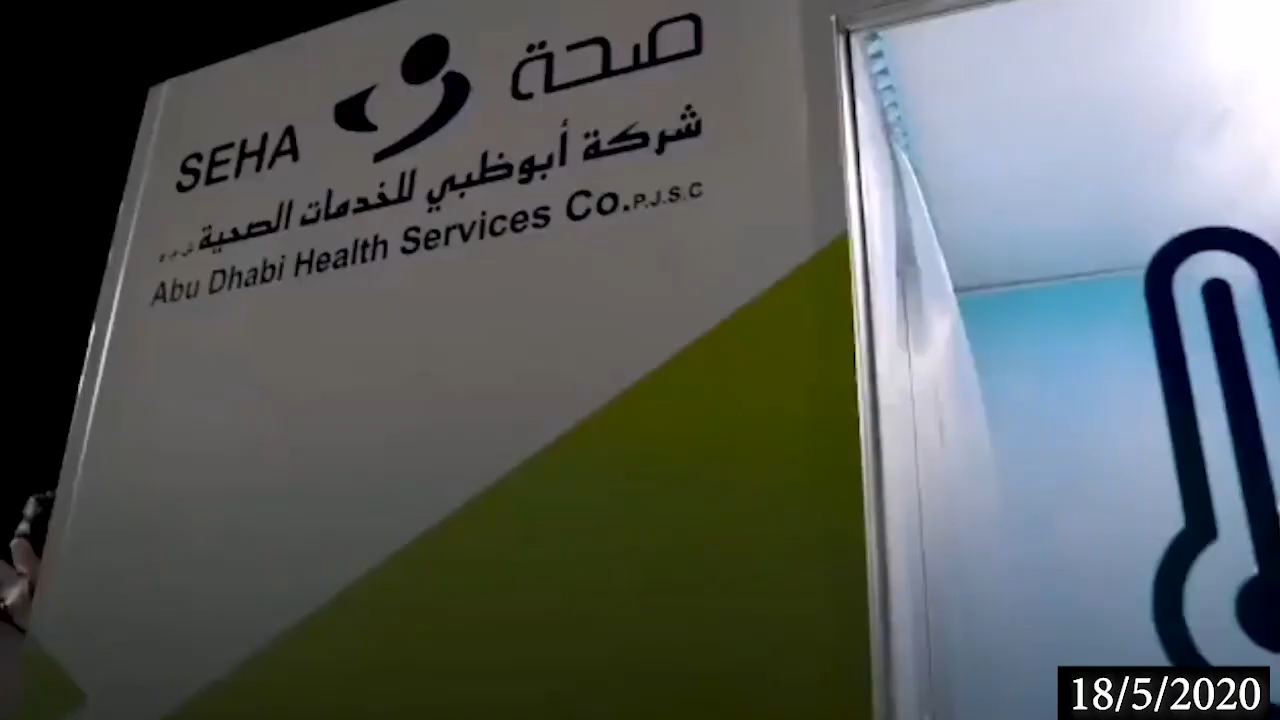 صحة
SEHA
شركة أبوظبي للخدمات الصحية
Abu Dhabi Health Services Co.P.J.S.C
18/5/2020